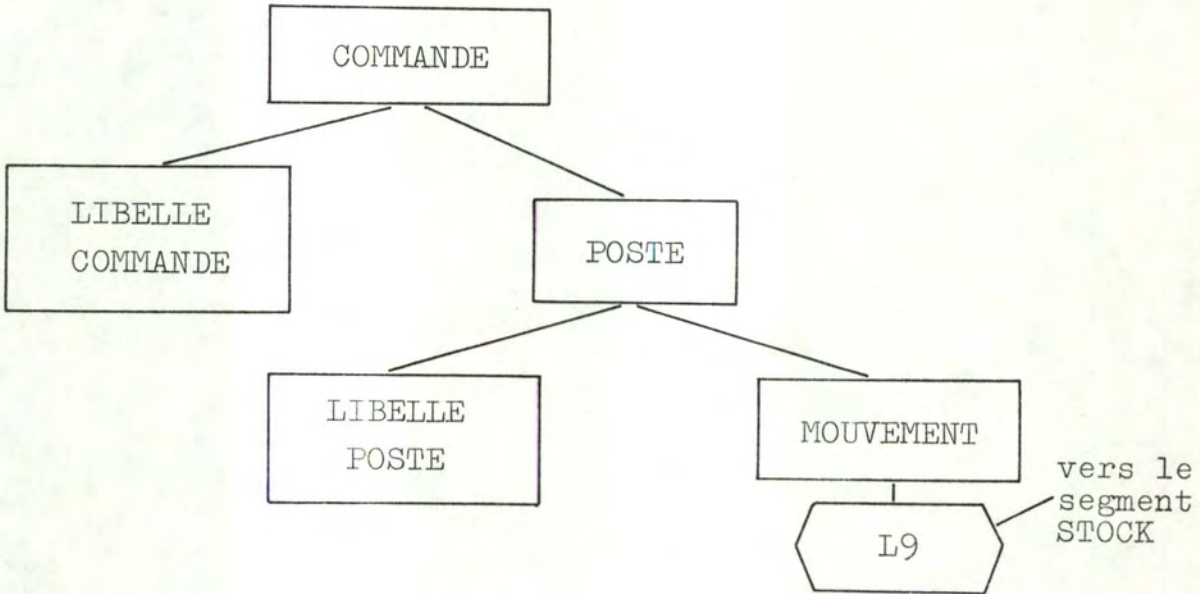 COMMANDE
LIBELLE
COMMANDE
POSTE
LIBELLE
POSTE
MOUVEMENT
vers le
segment
STOCK
L9